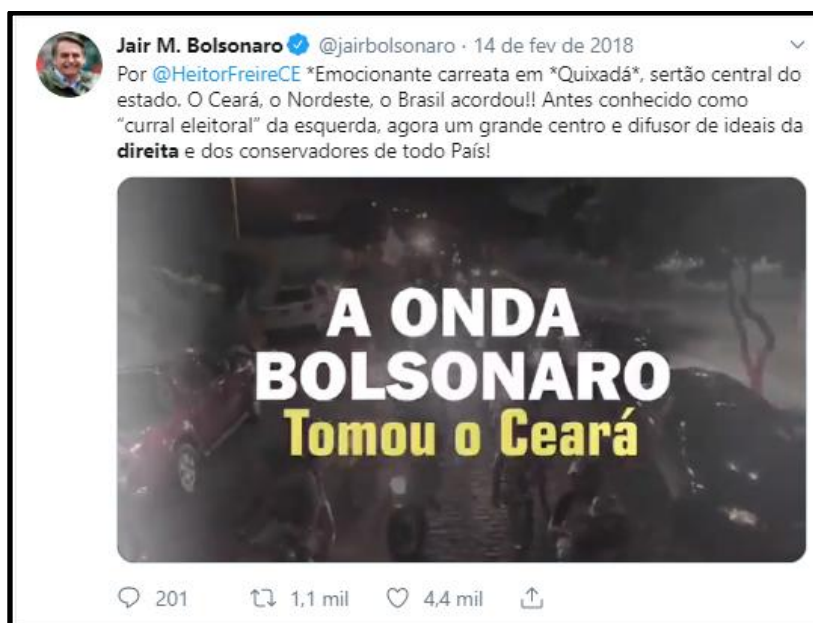 Jair M. Bolsonaro @jairbolsonaro · 14 de fev de 2018
Por @HeitorFreireCE *Emocionante carreata em *Quixadá*, sertão central do
estado. O Ceará, o Nordeste, o Brasil acordou!! Antes conhecido como
“curral eleitoral” da esquerda, agora um grande centro e difusor de ideais da
direita e dos conservadores de todo País!
A ONDA
BOLSONARO
Tomou o Ceará
201 1,1 mil 4,4 mil